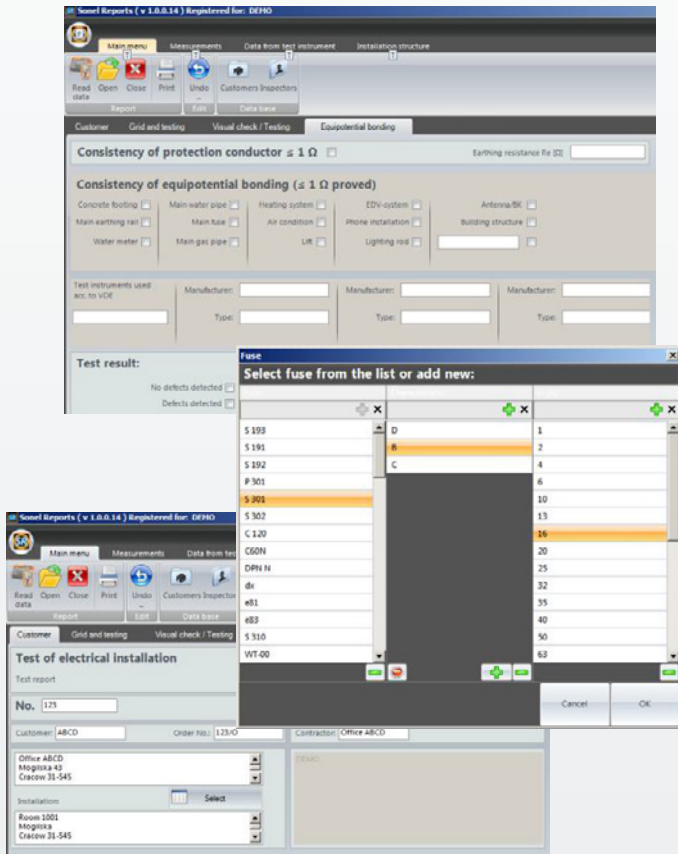 Sonel Reports ( v 1.0.0.14 ) Registered for: DEMO
Main menu Measurements Data from test instrument Installation structure
Read data Open Close Print Undo Customers Inspectors
Report Edit Data base
Customer Grid and testing Visual check / Testing Equipotential bonding
Consistency of protection conductor ≤ 1 Ω Earthing resistance Re [Ω]
Consistency of equipotential bonding (≤ 1 Ω proved)
Concrete footing Main water pipe Heating system EDV-system Antenna/BK
Main earthing rail Main fuse Air condition Phone installation Building structure
Water meter Main gas pipe Lift Lighting rod
Test instruments used
acc. to VDE
Manufacturer: Manufacturer: Manufacturer:
Type: Type: Type:
Test result:
No defects detected
Defects detected
Fuse
Select fuse from the list or add new:
S 193 D 1
S 191 B 2
S 192 C 4
P 301 6
S 301 10
S 302 13
C 120 16
C60N 20
DPN N 25
dx 32
e81 35
e83 40
S 310 50
WT-00 63
Cancel OK
Sonel Reports ( v 1.0.0.14 ) Registered for: DEMO
Main menu Measurements Data from tes
Read data Open Close Print Undo Customers Inspector
Report Edit Data base
Customer Grid and testing Visual check / Testing
Test of electrical installation
Test report
No. 123
Customer: ABCD Order No.: 123/O Contractor: Office ABCD
Office ABCD
Mogilska 43
Cracow 31-545
DEMO
Installation: Select
Room 1001
Mogilska
Cracow 31-545